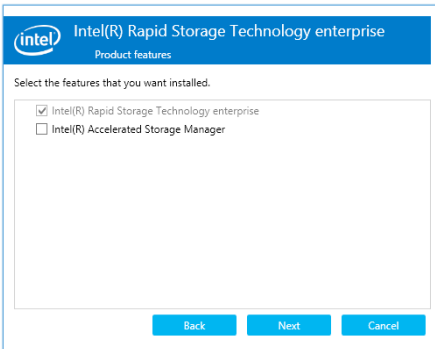 intel
Intel(R) Rapid Storage Technology enterprise
Product features
Select the features that you want installed.
Intel(R) Rapid Storage Technology enterprise
Intel(R) Accelerated Storage Manager
Back Next Cancel